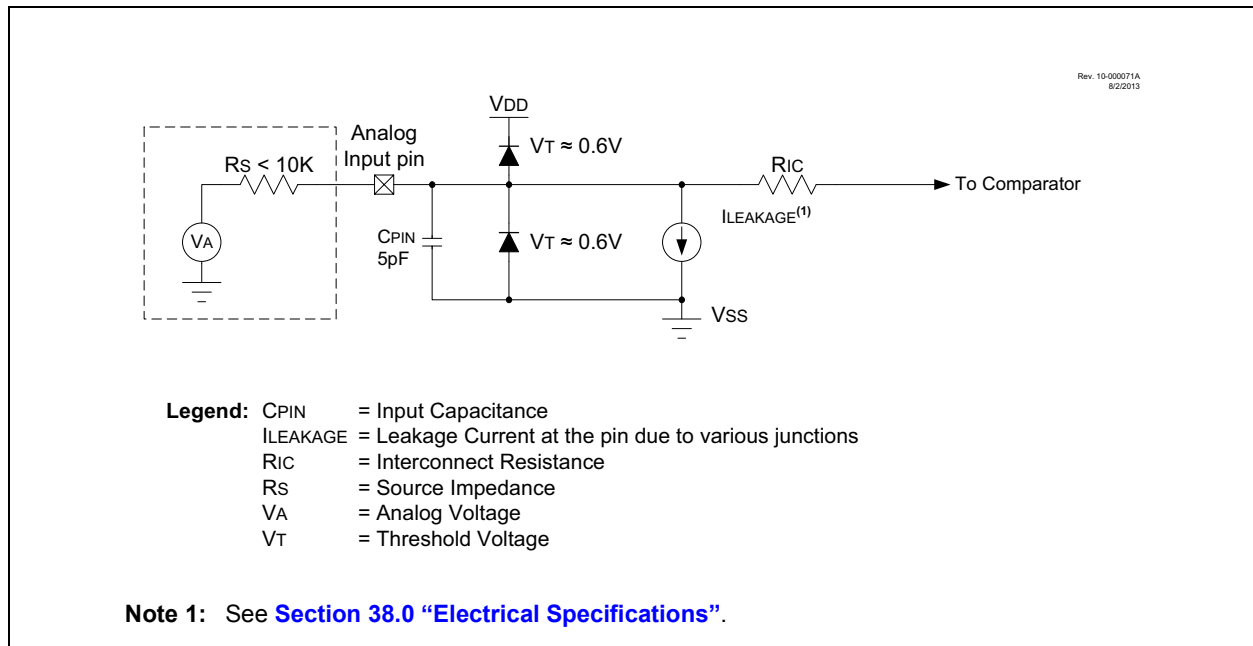 Rev. 10-000071A
8/2/2013
VDD
Analog
Input pin
VT ≈ 0.6V
RS < 10K
RIC
To Comparator
ILEAKAGE(1)
VA
CPIN
5pF
VT ≈ 0.6V
VSS
Legend: CPIN = Input Capacitance
ILEAKAGE = Leakage Current at the pin due to various junctions
RIC = Interconnect Resistance
RS = Source Impedance
VA = Analog Voltage
VT = Threshold Voltage
Note 1: See Section 38.0 “Electrical Specifications”.